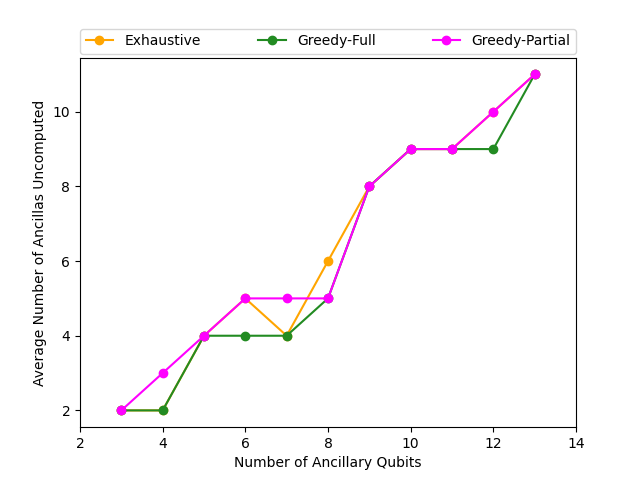 Exhaustive Greedy-Full Greedy-Partial
Average Number of Ancillas Uncomputed
10
8
6
4
2
2 4 6 8 10 12 14
Number of Ancillary Qubits